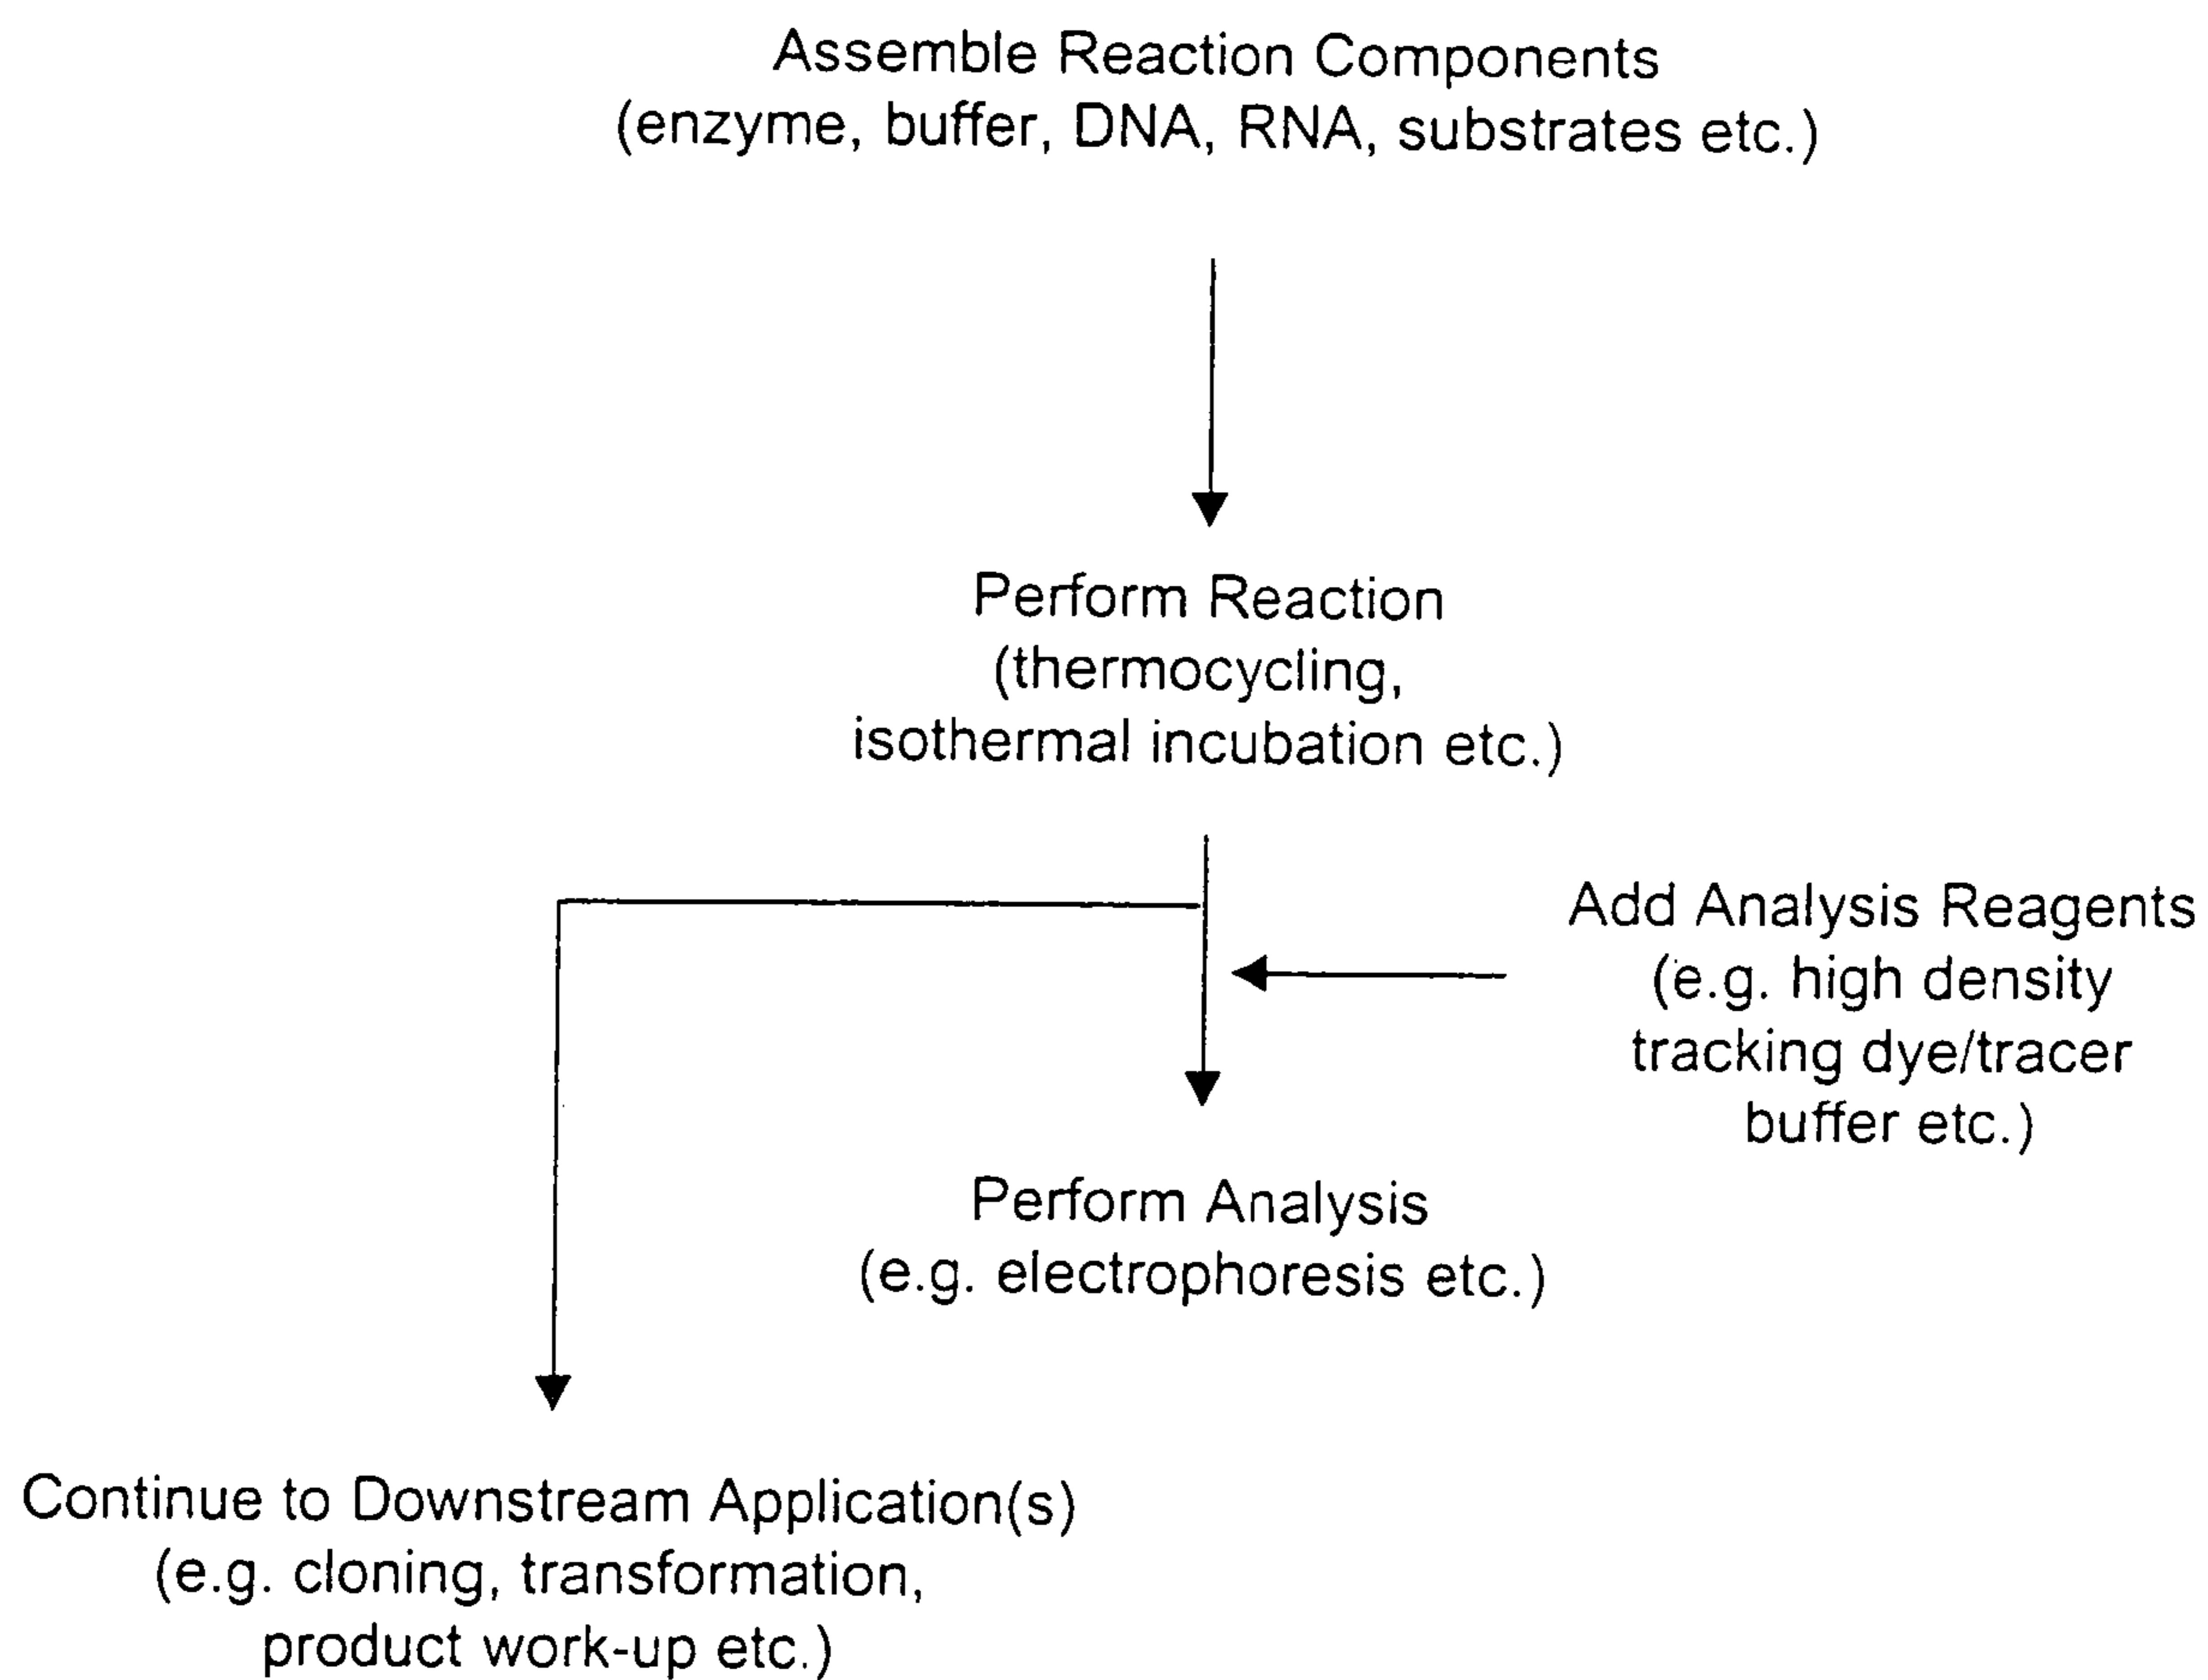 Assemble Reaction Components
(enzyme, buffer, DNA, RNA, substrates etc.)
Perform Reaction
(thermocycling,
isothermal incubation etc.)
Add Analysis Reagents
(e.g. high density
tracking dye/tracer
buffer etc.)
Perform Analysis
(e.g. electrophoresis etc.)
Continue to Downstream Application(s)
(e.g. cloning, transformation,
product work-up etc.)